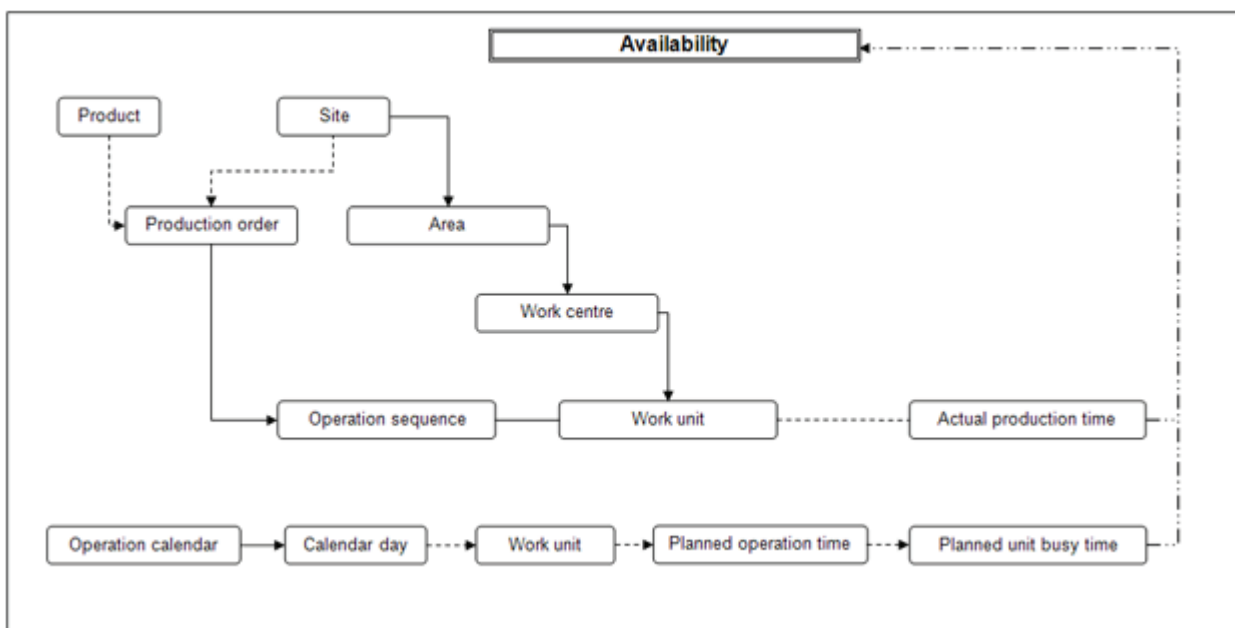 Availability
Product
Site
Production order
Area
Work centre
Operation sequence
Work unit
Actual production time
Operation calendar
Calendar day
Work unit
Planned operation time
Planned unit busy time